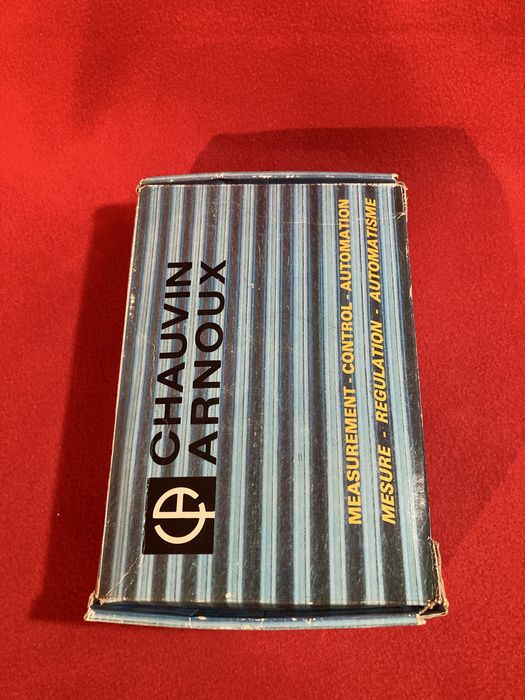 CHAUVIN
ARNOUX
MEASUREMENT - CONTROL - AUTOMATION
MESURE - REGULATION - AUTOMATISME